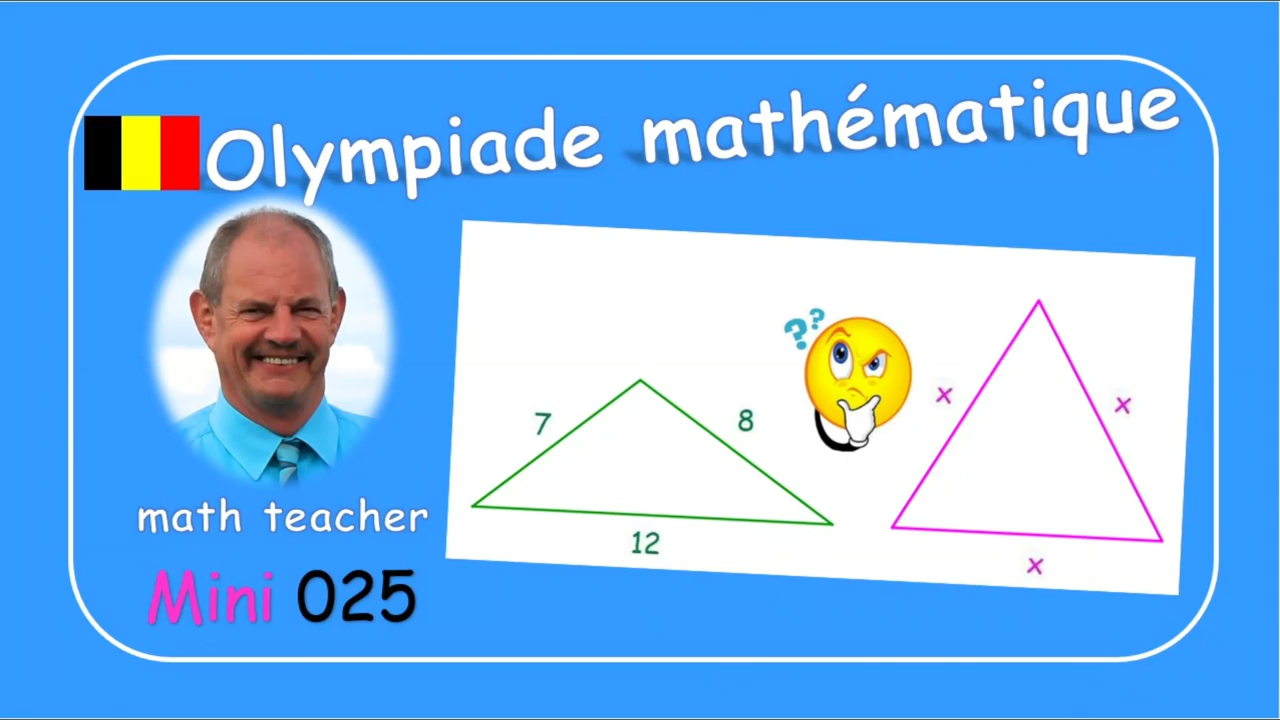 Olympiade mathématique
??
7
8
x
x
12
x
math teacher
Mini 025